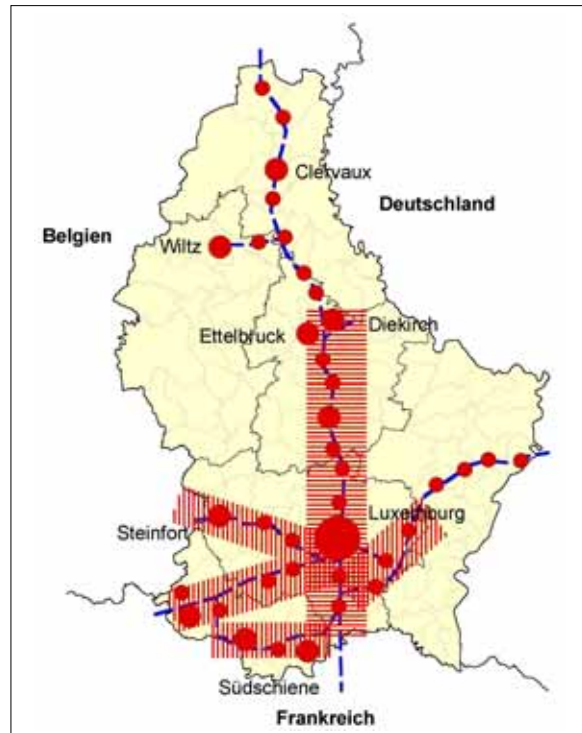 Clervaux
Deutschland
Belgien
Wiltz
Ettelbruck
Diekirch
Luxemburg
Steinfort
Südschiene
Frankreich